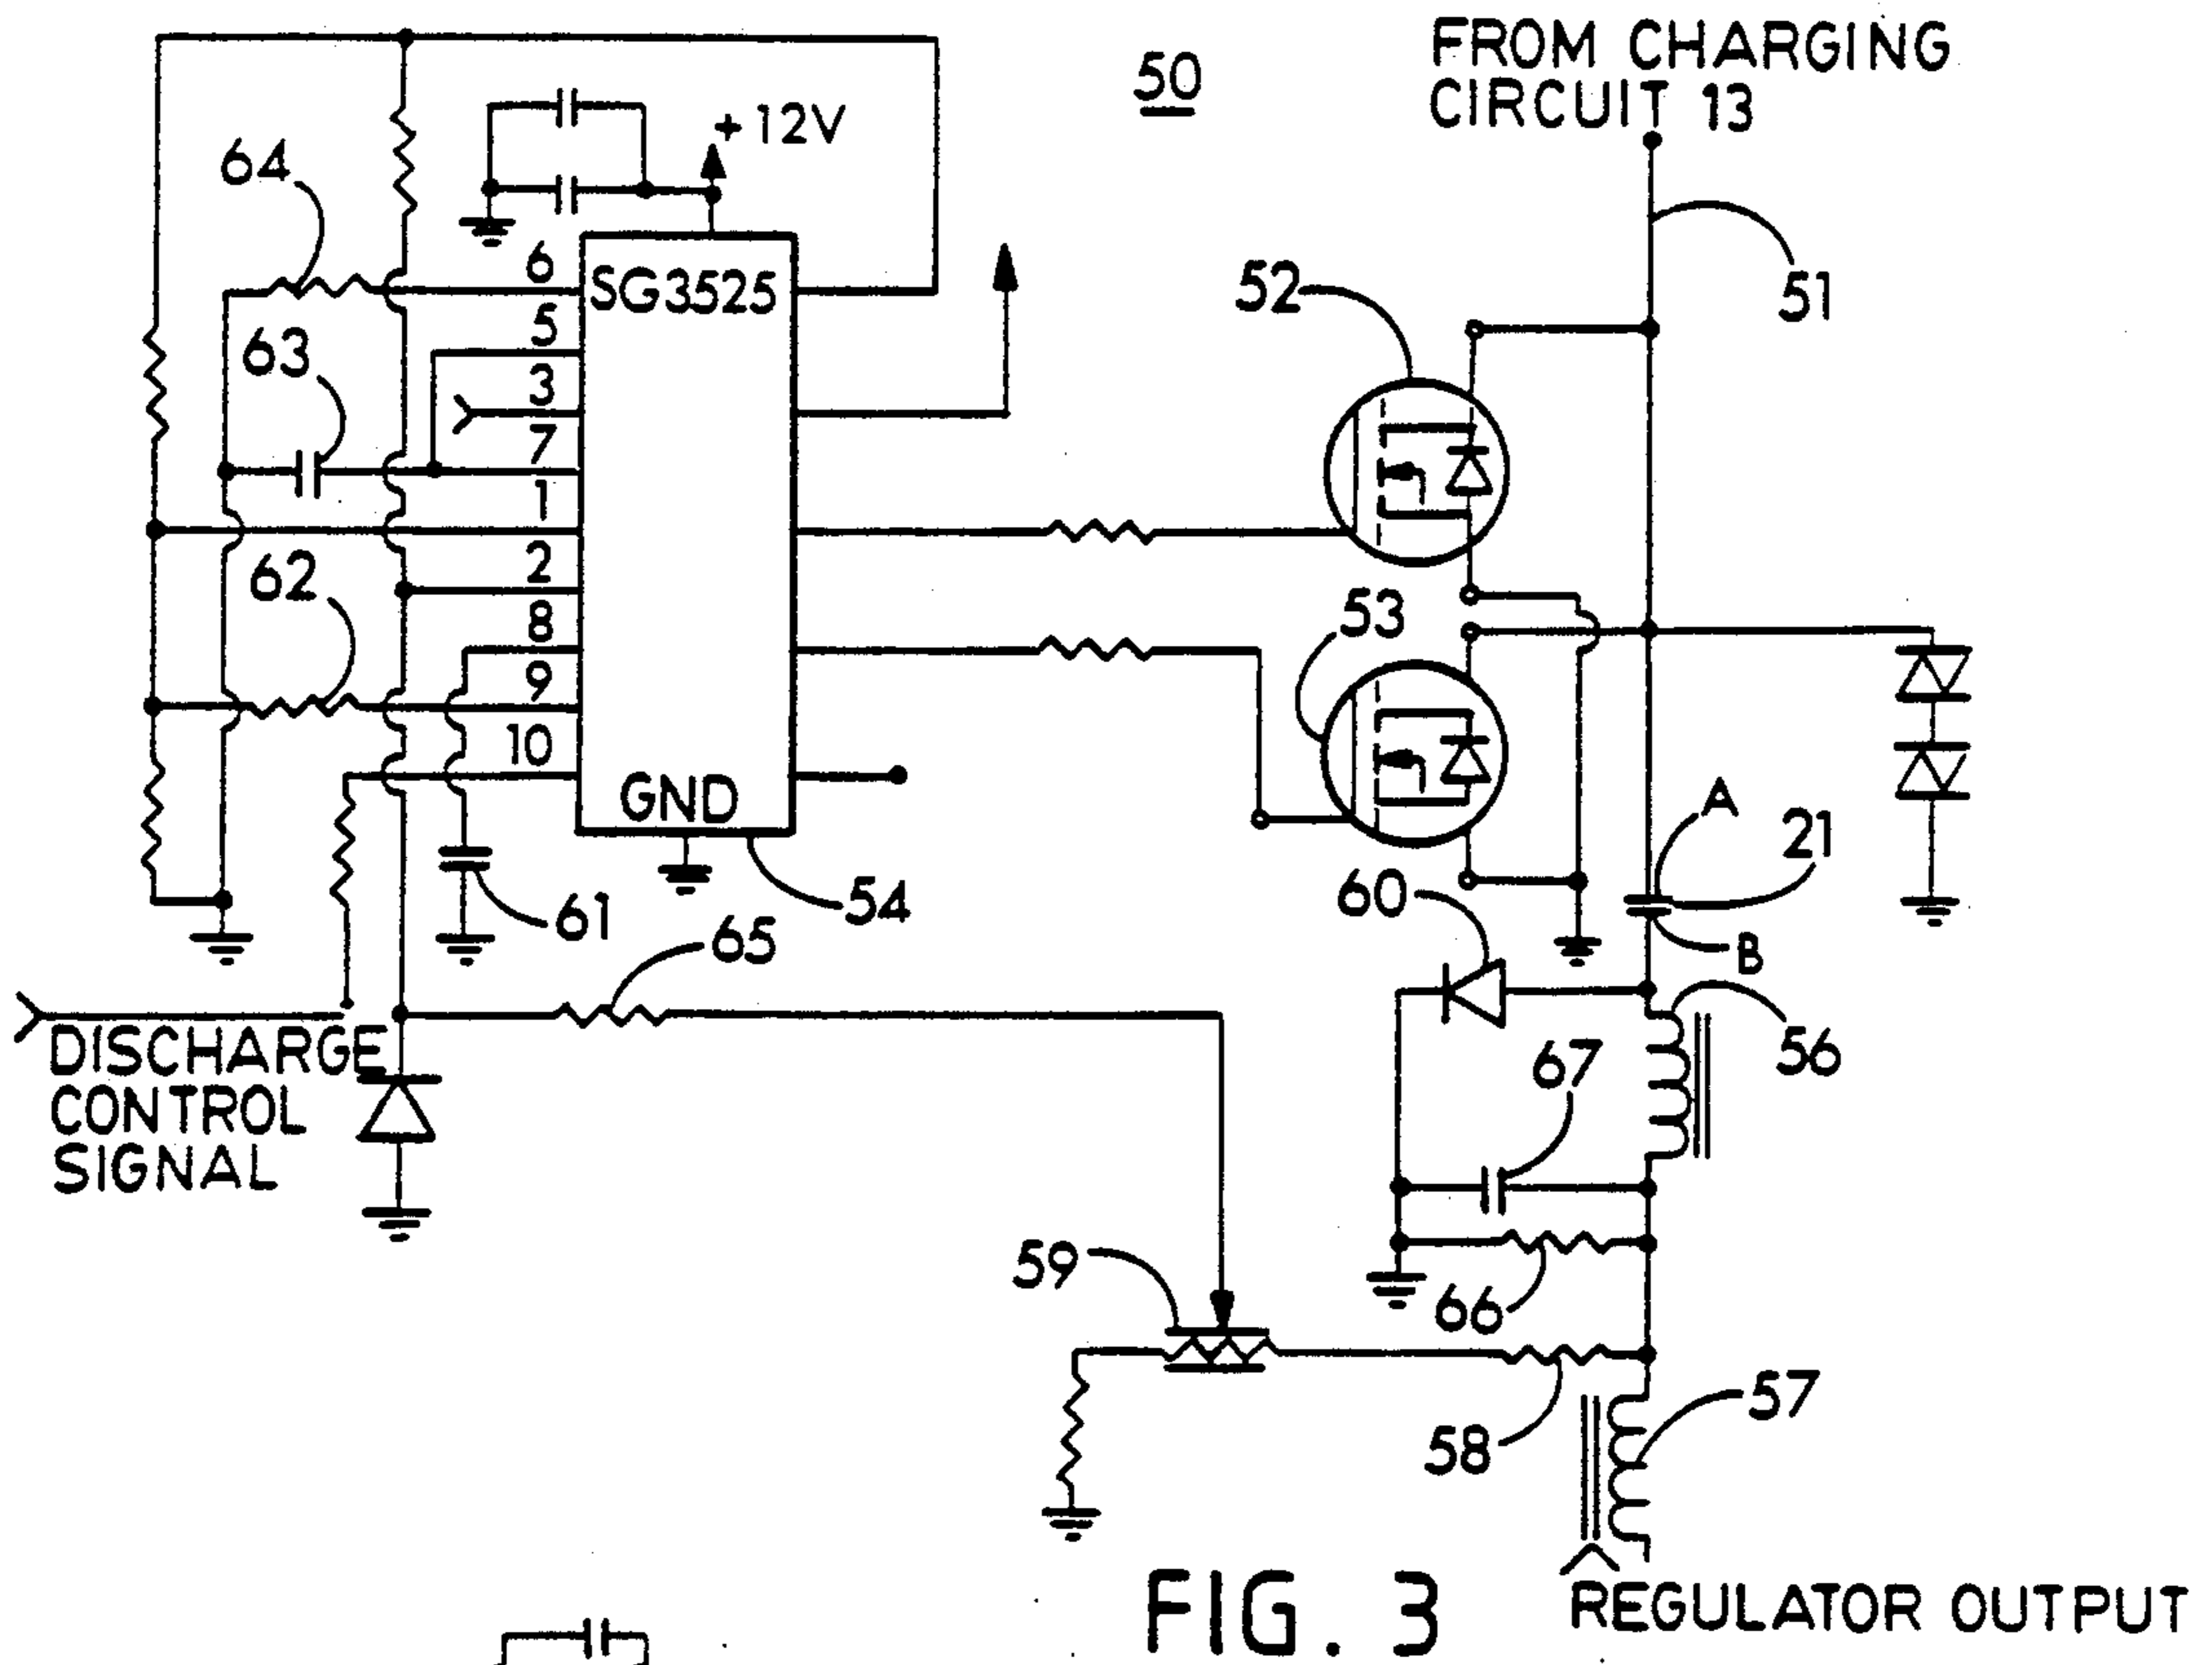 50
FROM CHARGING
CIRCUIT 13
+ 12V
64
6
SG3525
52
51
5
63
3
7
1
62
2
53
8
9
10
GND
A
21
61
54
60
65
B
DISCHARGE
CONTROL
SIGNAL
67
56
59
66
57
58
FIG. 3
REGULATOR OUTPUT